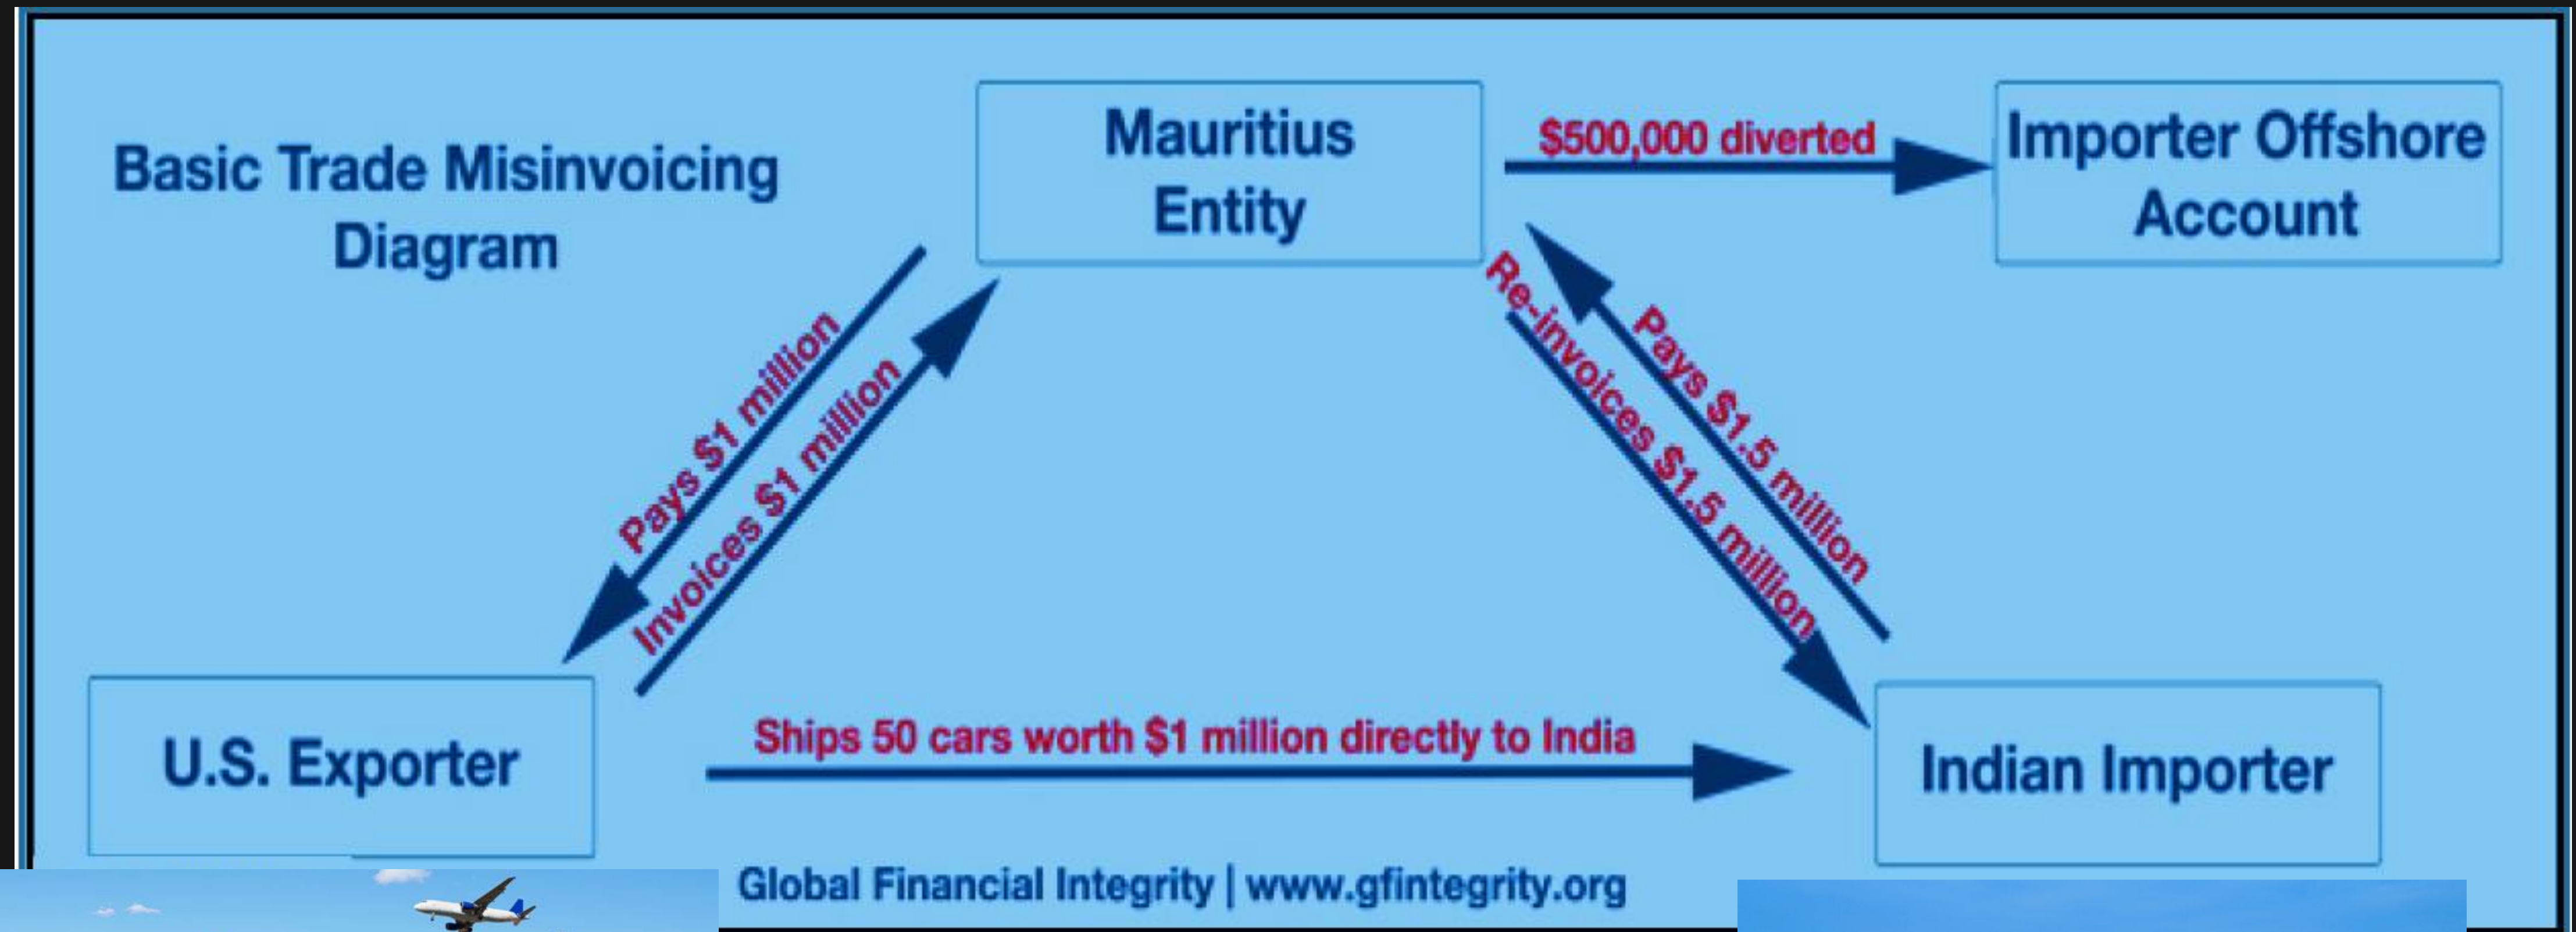 Basic Trade Misinvoicing
Diagram
Mauritius
Entity
$500,000 diverted
Importer Offshore
Account
Pays $1 million
Invoices $1 million
Re-invoices $1.5 million
Pays $1.5 million
U.S. Exporter
Ships 50 cars worth $1 million directly to India
Indian Importer
Global Financial Integrity | www.gfintegrity.org